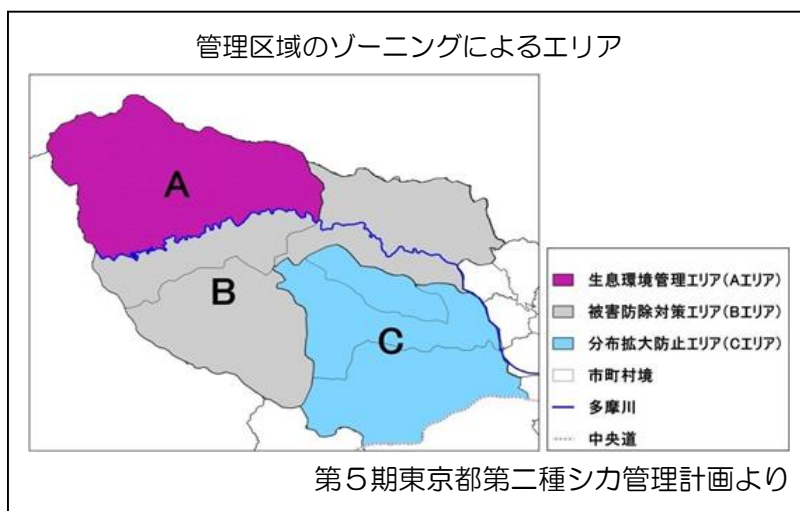 管理区域のゾーニングによるエリア
A
B
C
生息環境管理エリア(Aエリア)
被害防除対策エリア(Bエリア)
分布拡大防止エリア(Cエリア)
市町村境
多摩川
中央道
第5期東京都第二種シカ管理計画より